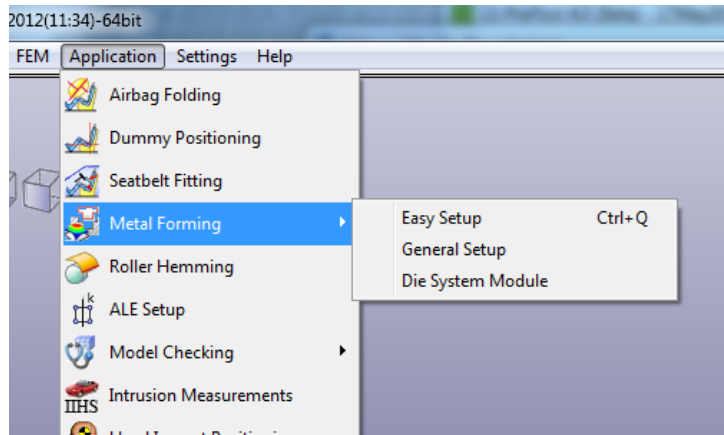 2012(11:34)-64bit
FEM Application Settings Help
Airbag Folding
Dummy Positioning
Seatbelt Fitting
Metal Forming
Easy Setup Ctrl+Q
General Setup
Die System Module
Roller Hemming
k
ALE Setup
Model Checking
Intrusion Measurements
IIHS